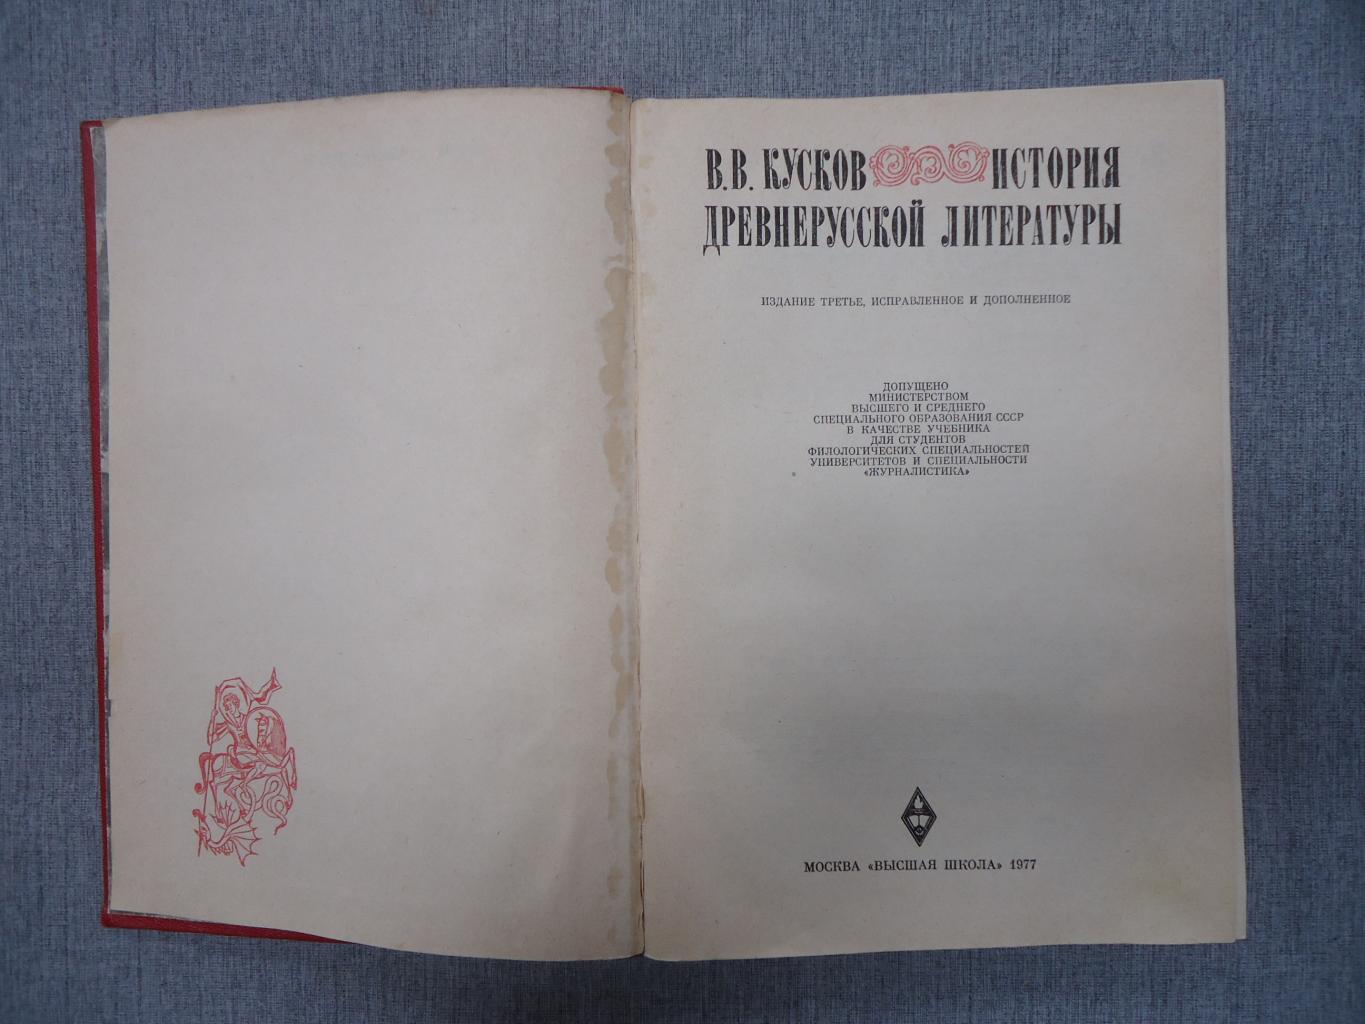 В.В. КУСКОВ ИСТОРИЯ
ДРЕВНЕРУССКОЙ ЛИТЕРАТУРЫ
ИЗДАНИЕ ТРЕТЬЕ, ИСПРАВЛЕННОЕ И ДОПОЛНЕННОЕ
ДОПУЩЕНО
МИНИСТЕРСТВОМ
ВЫСШЕГО И СРЕДНЕГО
СПЕЦИАЛЬНОГО ОБРАЗОВАНИЯ СССР
В КАЧЕСТВЕ УЧЕБНИКА
ДЛЯ СТУДЕНТОВ
ФИЛОЛОГИЧЕСКИХ СПЕЦИАЛЬНОСТЕЙ
УНИВЕРСИТЕТОВ И СПЕЦИАЛЬНОСТИ
«ЖУРНАЛИСТИКА»
МОСКВА «ВЫСШАЯ ШКОЛА» 1977